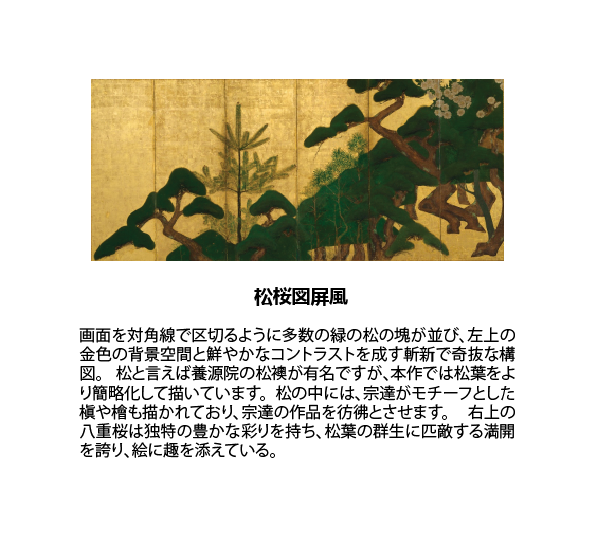 松桜図屏風
画面を対角線で区切るように多数の緑の松の塊が並び、左上の
金色の背景空間と鮮やかなコントラストを成す斬新で奇抜な構
図。 松と言えば養源院の松襖が有名ですが、本作では松葉をよ
り簡略化して描いています。 松の中には、宗達がモチーフとした
槇や檜も描かれており、宗達の作品を彷彿とさせます。 右上の
八重桜は独特の豊かな彩りを持ち、松葉の群生に匹敵する満開
を誇り、絵に趣を添えている。